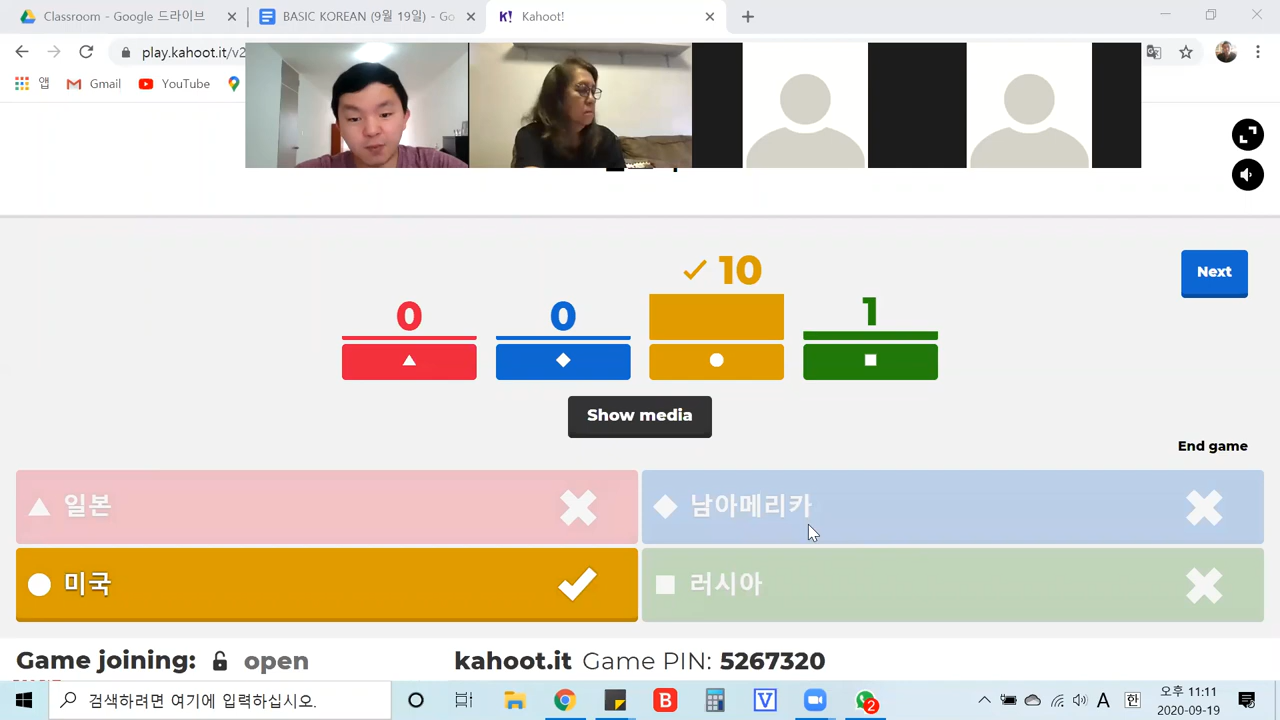 Classroom - Google 드라이브
BASIC KOREAN (9월 19일) - Go
K! Kahoot!
play.kahoot.it/v2
앱 Gmail YouTube
Next
0 0 10 1
Show media
End game
일본 남아메리카
미국 러시아
Game joining: open kahoot.it Game PIN: 5267320
검색하려면 여기에 입력하십시오.
B V 2 A 한
오후 11:11
2020-09-19